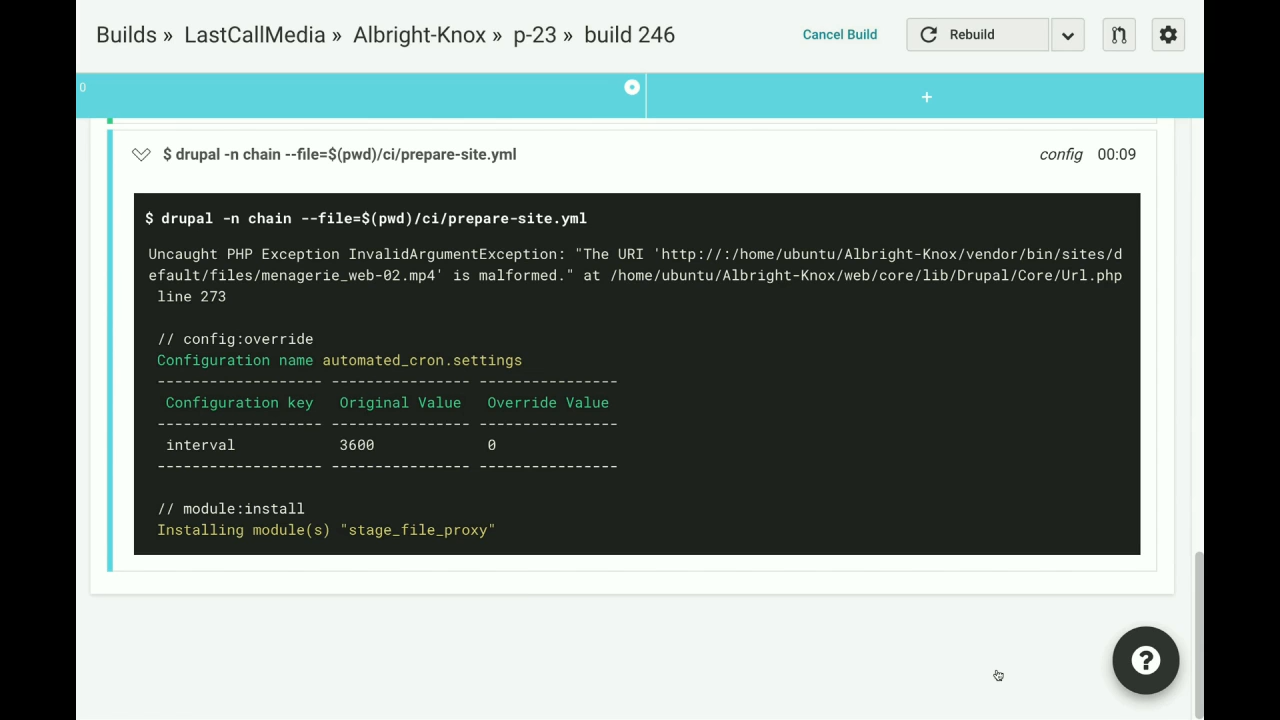 Builds » LastCallMedia » Albright-Knox » p-23 » build 246
Cancel Build
Rebuild
0
+
$ drupal -n chain --file=$(pwd)/ci/prepare-site.yml
config 00:09
$ drupal -n chain --file=$(pwd)/ci/prepare-site.yml
Uncaught PHP Exception InvalidArgumentException: "The URI 'http://:/home/ubuntu/Albright-Knox/vendor/bin/sites/d
efault/files/menagerie_web-02.mp4' is malformed." at /home/ubuntu/Albright-Knox/web/core/lib/Drupal/Core/Url.php
line 273
// config:override
Configuration name automated_cron.settings
------------------- ---------------- ----------------
Configuration key Original Value Override Value
------------------- ---------------- ----------------
interval 3600 0
------------------- ---------------- ----------------
// module:install
Installing module(s) "stage_file_proxy"
?